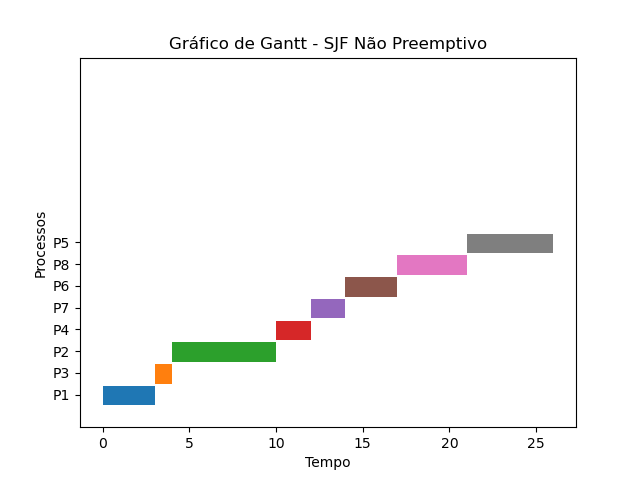 Gráfico de Gantt - SJF Não Preemptivo
Processos
P5
P8
P6
P7
P4
P2
P3
P1
0 5 10 15 20 25
Tempo